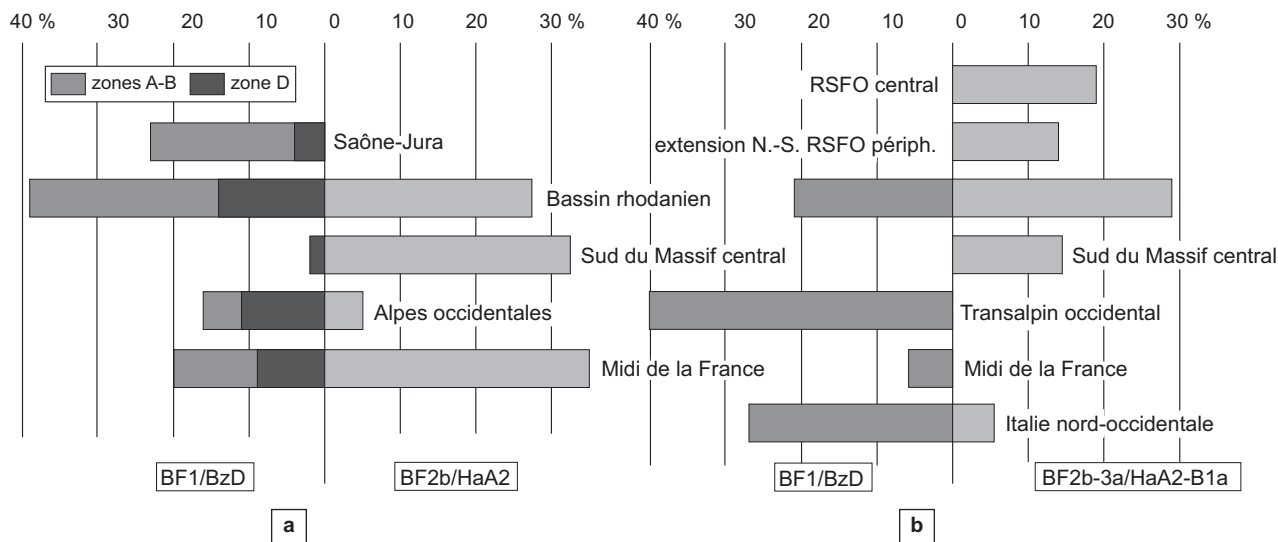 40 % 30 20 10 0 10 20 30 %
zones A-B zone D
Saône-Jura
Bassin rhodanien
Sud du Massif central
Alpes occidentales
Midi de la France
BF1/BzD BF2b/HaA2
a
40 % 30 20 10 0 10 20 30 %
RSFO central
extension N.-S. RSFO périph.
Sud du Massif central
Transalpin occidental
Midi de la France
Italie nord-occidentale
BF1/BzD BF2b-3a/HaA2-B1a
b